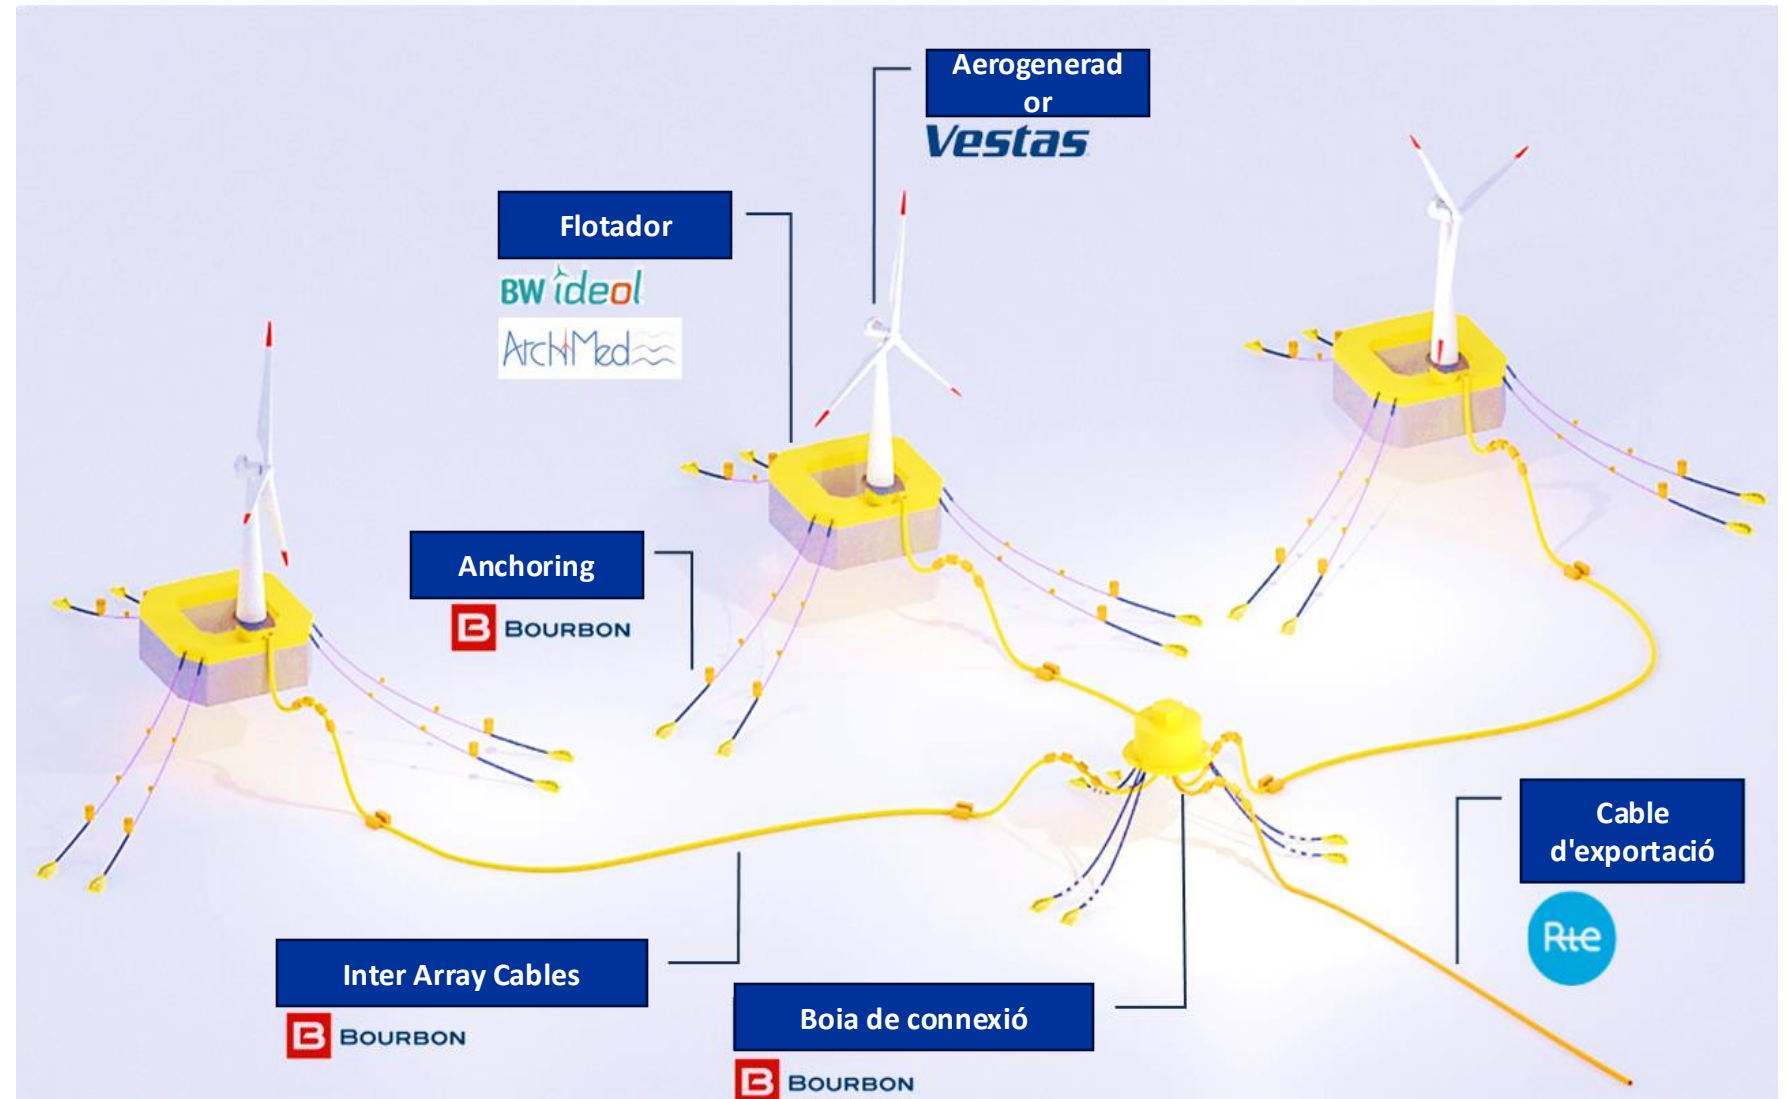 Aerogenerad
or
Vestas
Flotador
BW ideol
ArchiMed
Anchoring
BOURBON
Cable
d'exportació
Rte
Inter Array Cables
BOURBON
Boia de connexió
BOURBON